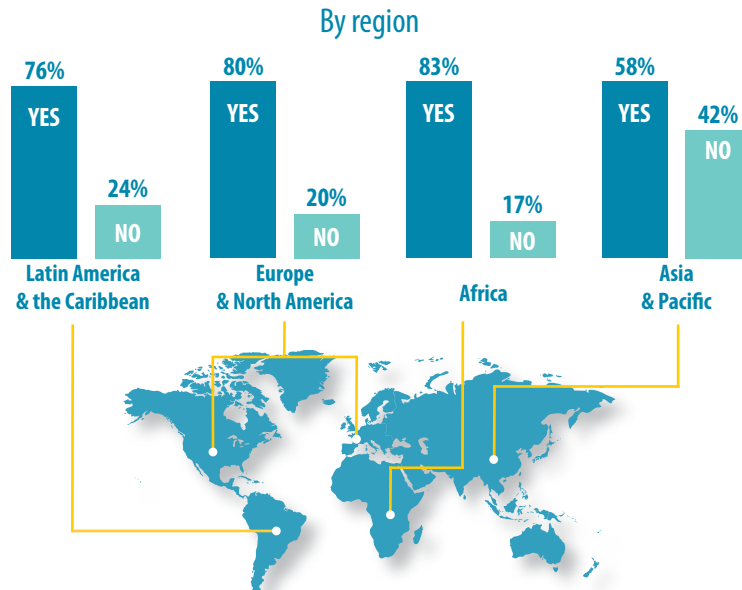 By region
76%
YES
24%
NO
Latin America
& the Caribbean
80%
YES
20%
NO
Europe
& North America
83%
YES
17%
NO
Africa
58%
YES
42%
NO
Asia
& Pacific